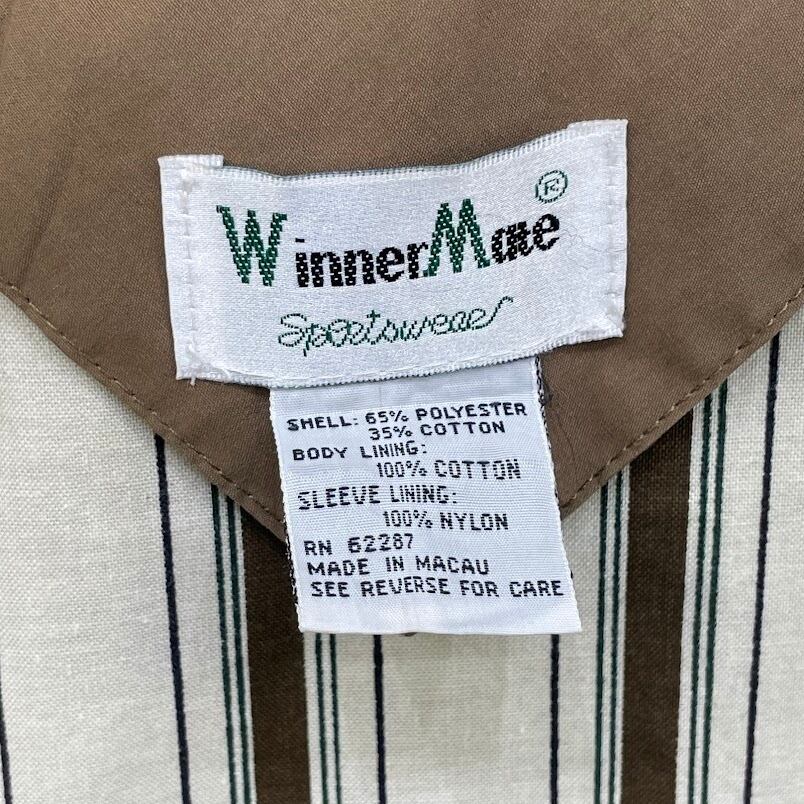 WinnerMate ®
Sportswear
SHELL: 65% POLYESTER
35% COTTON
BODY LINING:
100% COTTON
SLEEVE LINING:
100% NYLON
RN 62287
MADE IN MACAU
SEE REVERSE FOR CARE